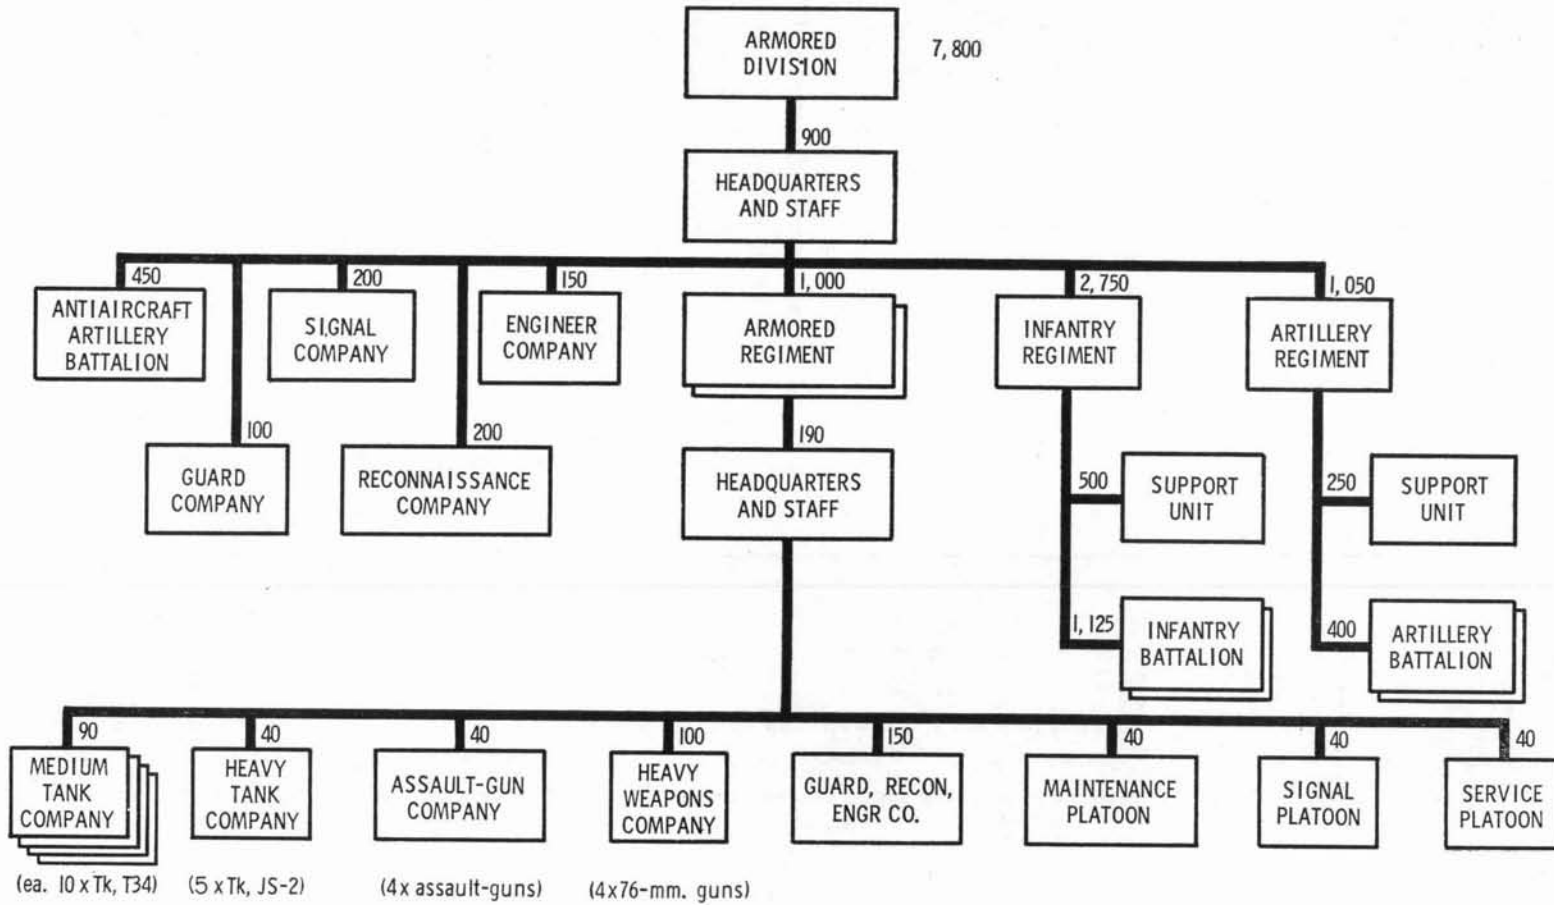 ARMORED
DIVISION
7,800
900
HEADQUARTERS
AND STAFF
450
ANTIAIRCRAFT
ARTILLERY
BATTALION
200
SIGNAL
COMPANY
150
ENGINEER
COMPANY
1,000
ARMORED
REGIMENT
2,750
INFANTRY
REGIMENT
1,050
ARTILLERY
REGIMENT
100
GUARD
COMPANY
200
RECONNAISSANCE
COMPANY
190
HEADQUARTERS
AND STAFF
500
SUPPORT
UNIT
250
SUPPORT
UNIT
1,125
INFANTRY
BATTALION
400
ARTILLERY
BATTALION
90
MEDIUM
TANK
COMPANY
(ea. 10 x Tk, T34)
40
HEAVY
TANK
COMPANY
(5 x Tk, JS-2)
40
ASSAULT-GUN
COMPANY
(4x assault-guns)
100
HEAVY
WEAPONS
COMPANY
(4x76-mm. guns)
150
GUARD, RECON,
ENGR CO.
40
MAINTENANCE
PLATOON
40
SIGNAL
PLATOON
40
SERVICE
PLATOON